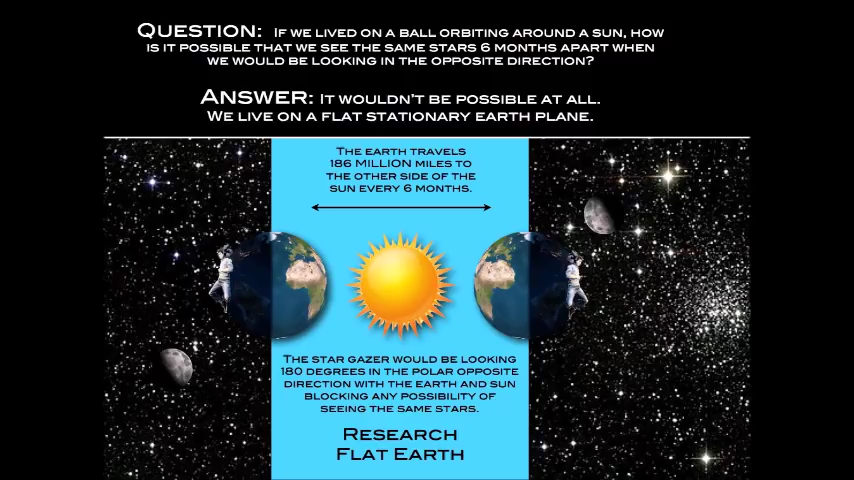 QUESTION: IF WE LIVED ON A BALL ORBITING AROUND A SUN, HOW
IS IT POSSIBLE THAT WE SEE THE SAME STARS 6 MONTHS APART WHEN
WE WOULD BE LOOKING IN THE OPPOSITE DIRECTION?
ANSWER: IT WOULDN'T BE POSSIBLE AT ALL.
WE LIVE ON A FLAT STATIONARY EARTH PLANE.
THE EARTH TRAVELS
186 MILLION MILES TO
THE OTHER SIDE OF THE
SUN EVERY 6 MONTHS.
THE STAR GAZER WOULD BE LOOKING
180 DEGREES IN THE POLAR OPPOSITE
DIRECTION WITH THE EARTH AND SUN
BLOCKING ANY POSSIBILITY OF
SEEING THE SAME STARS.
RESEARCH
FLAT EARTH